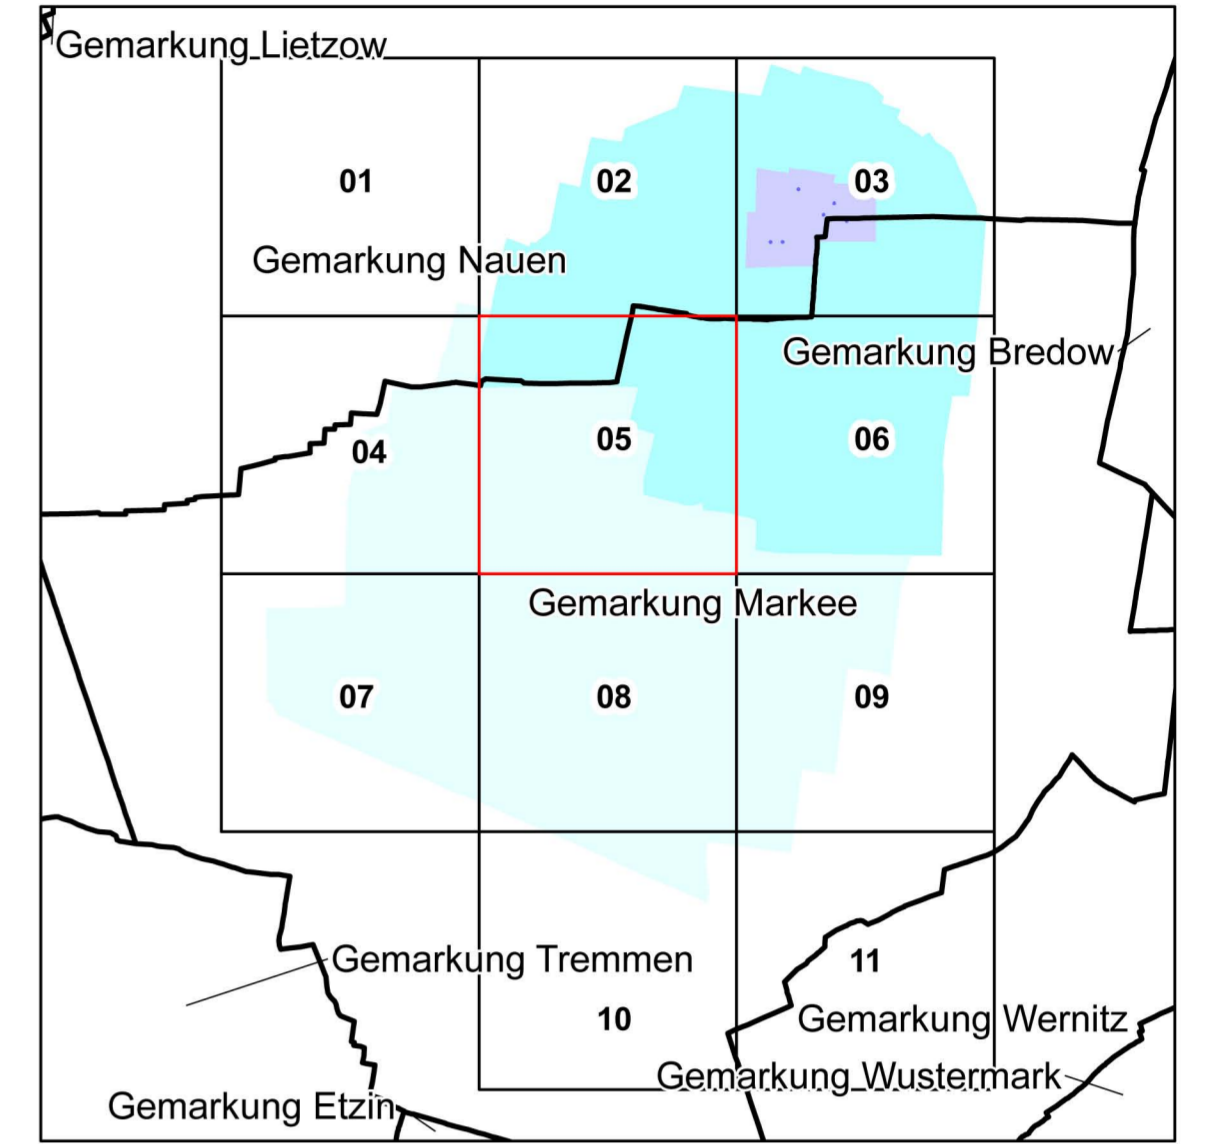 Gemarkung Lietzow
01
02
03
Gemarkung Nauen
Gemarkung Bredow
04
05
06
Gemarkung Markee
07
08
09
Gemarkung Tremmen
11
10
Gemarkung Wernitz
Gemarkung Wustermark
Gemarkung Etzin